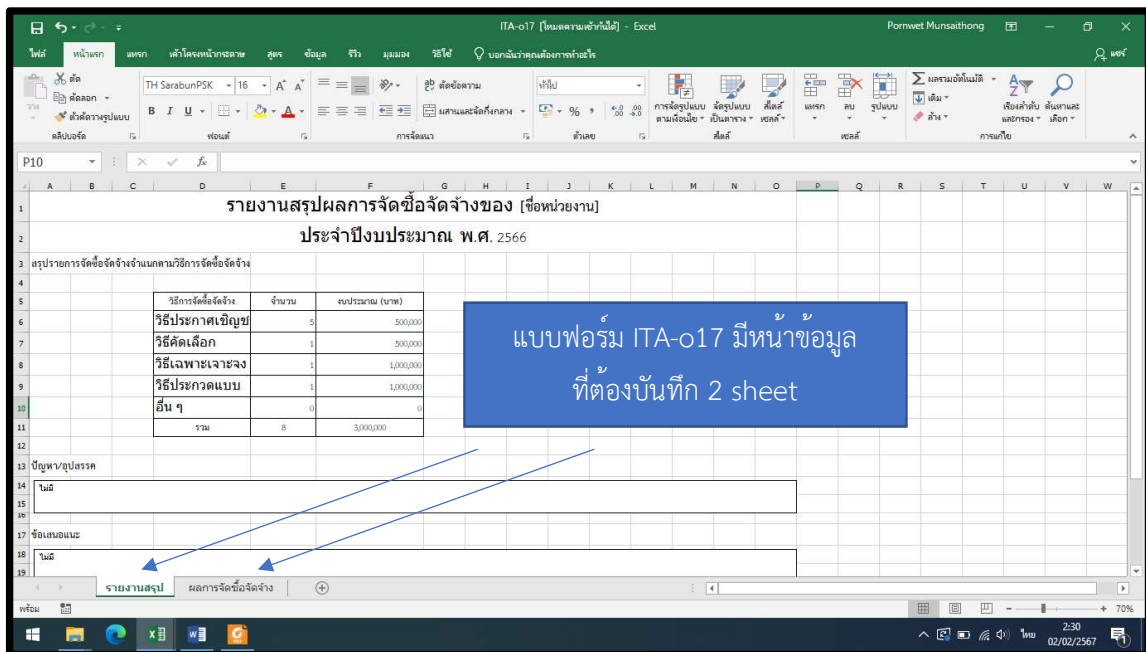 ITA-o17 [โหมดความเข้ากันได้] - Excel
Pornwet Munsaithong
ไฟล์ หน้าแรก แทรก เค้าโครงหน้ากระดาษ สูตร ข้อมูล รีวิว มุมมอง วิธีใช้ บอกฉันว่าคุณต้องการทำอะไร แชร์
วาง
ตัด
คัดลอก
ตัวคัดวางรูปแบบ
คลิปบอร์ด
TH SarabunPSK 16
B I U
ฟอนต์
ตัดข้อความ
ผสานและจัดกึ่งกลาง
การจัดแนว
ทั่วไป
% ,
ตัวเลข
การจัดรูปแบบ ตามเงื่อนไข
จัดรูปแบบ เป็นตาราง
สไตล์ เซลล์
สไตล์
แทรก ลบ รูปแบบ
เซลล์
ผลรวมอัตโนมัติ
เติม
ล้าง
เรียงลำดับ และกรอง
ค้นหาและ เลือก
การแก้ไข
P10 fx
A B C D E F G H I J K L M N O P Q R S T U V W
1 รายงานสรุปผลการจัดซื้อจัดจ้างของ [ชื่อหน่วยงาน]
2 ประจำปีงบประมาณ พ.ศ. 2566
3 สรุปรายการจัดซื้อจัดจ้างจำแนกตามวิธีการจัดซื้อจัดจ้าง
4
5 วิธีการจัดซื้อจัดจ้าง จำนวน งบประมาณ (บาท)
6 วิธีประกาศเชิญช 5 500,000
7 วิธีคัดเลือก 1 500,000
8 วิธีเฉพาะเจาะจง 1 1,000,000
9 วิธีประกวดแบบ 1 1,000,000
10 อื่น ๆ 0 0
11 รวม 8 3,000,000
12
13 ปัญหา/อุปสรรค
14 ไม่มี
15
16
17 ข้อเสนอแนะ
18 ไม่มี
19
แบบฟอร์ม ITA-o17 มีหน้าข้อมูล
ที่ต้องบันทึก 2 sheet
รายงานสรุป ผลการจัดซื้อจัดจ้าง
พร้อม 70%
ไทย 2:30
02/02/2567